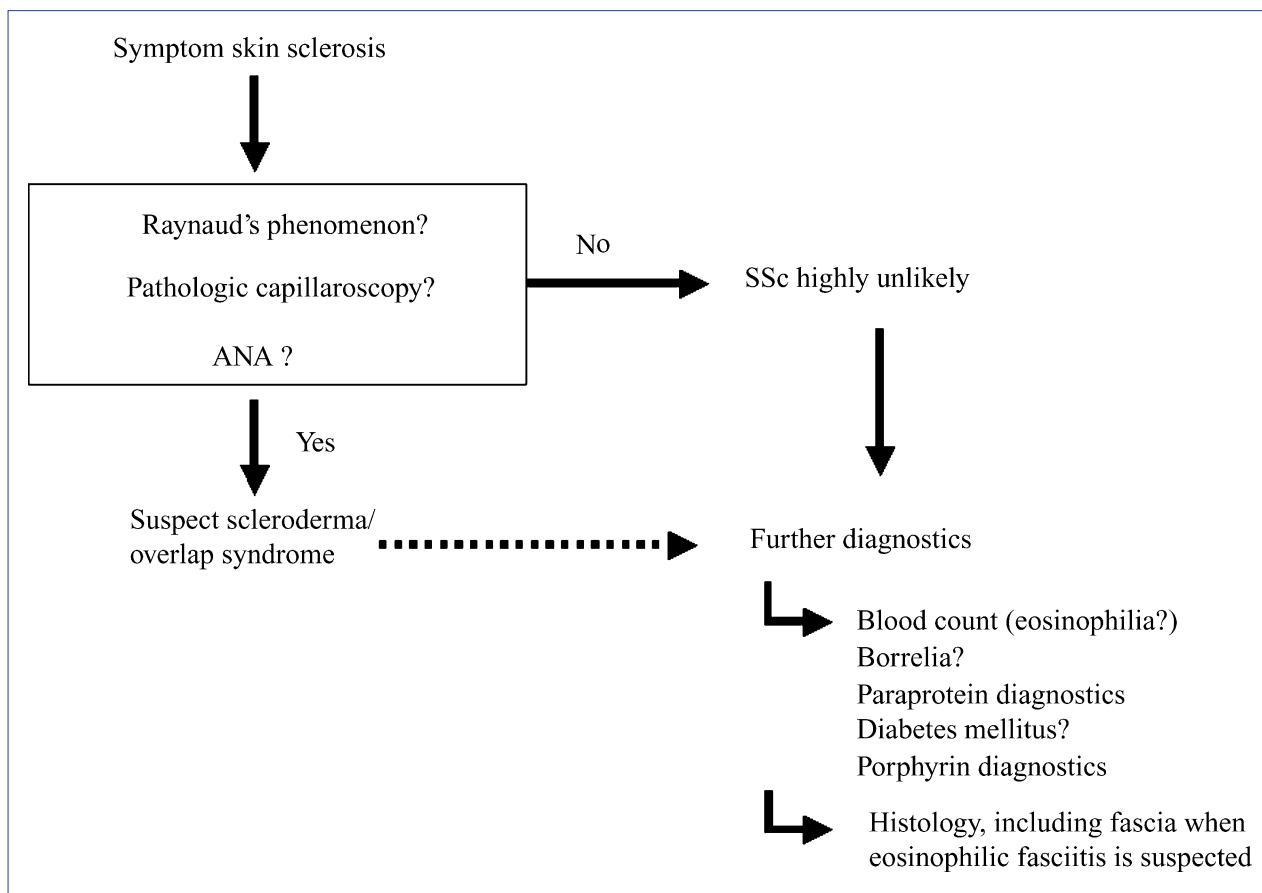 Symptom skin sclerosis
Raynaud’s phenomenon?
Pathologic capillaroscopy?
ANA ?
No
SSc highly unlikely
Yes
Suspect scleroderma/
overlap syndrome
Further diagnostics
Blood count (eosinophilia?)
Borrelia?
Paraprotein diagnostics
Diabetes mellitus?
Porphyrin diagnostics
Histology, including fascia when
eosinophilic fasciitis is suspected